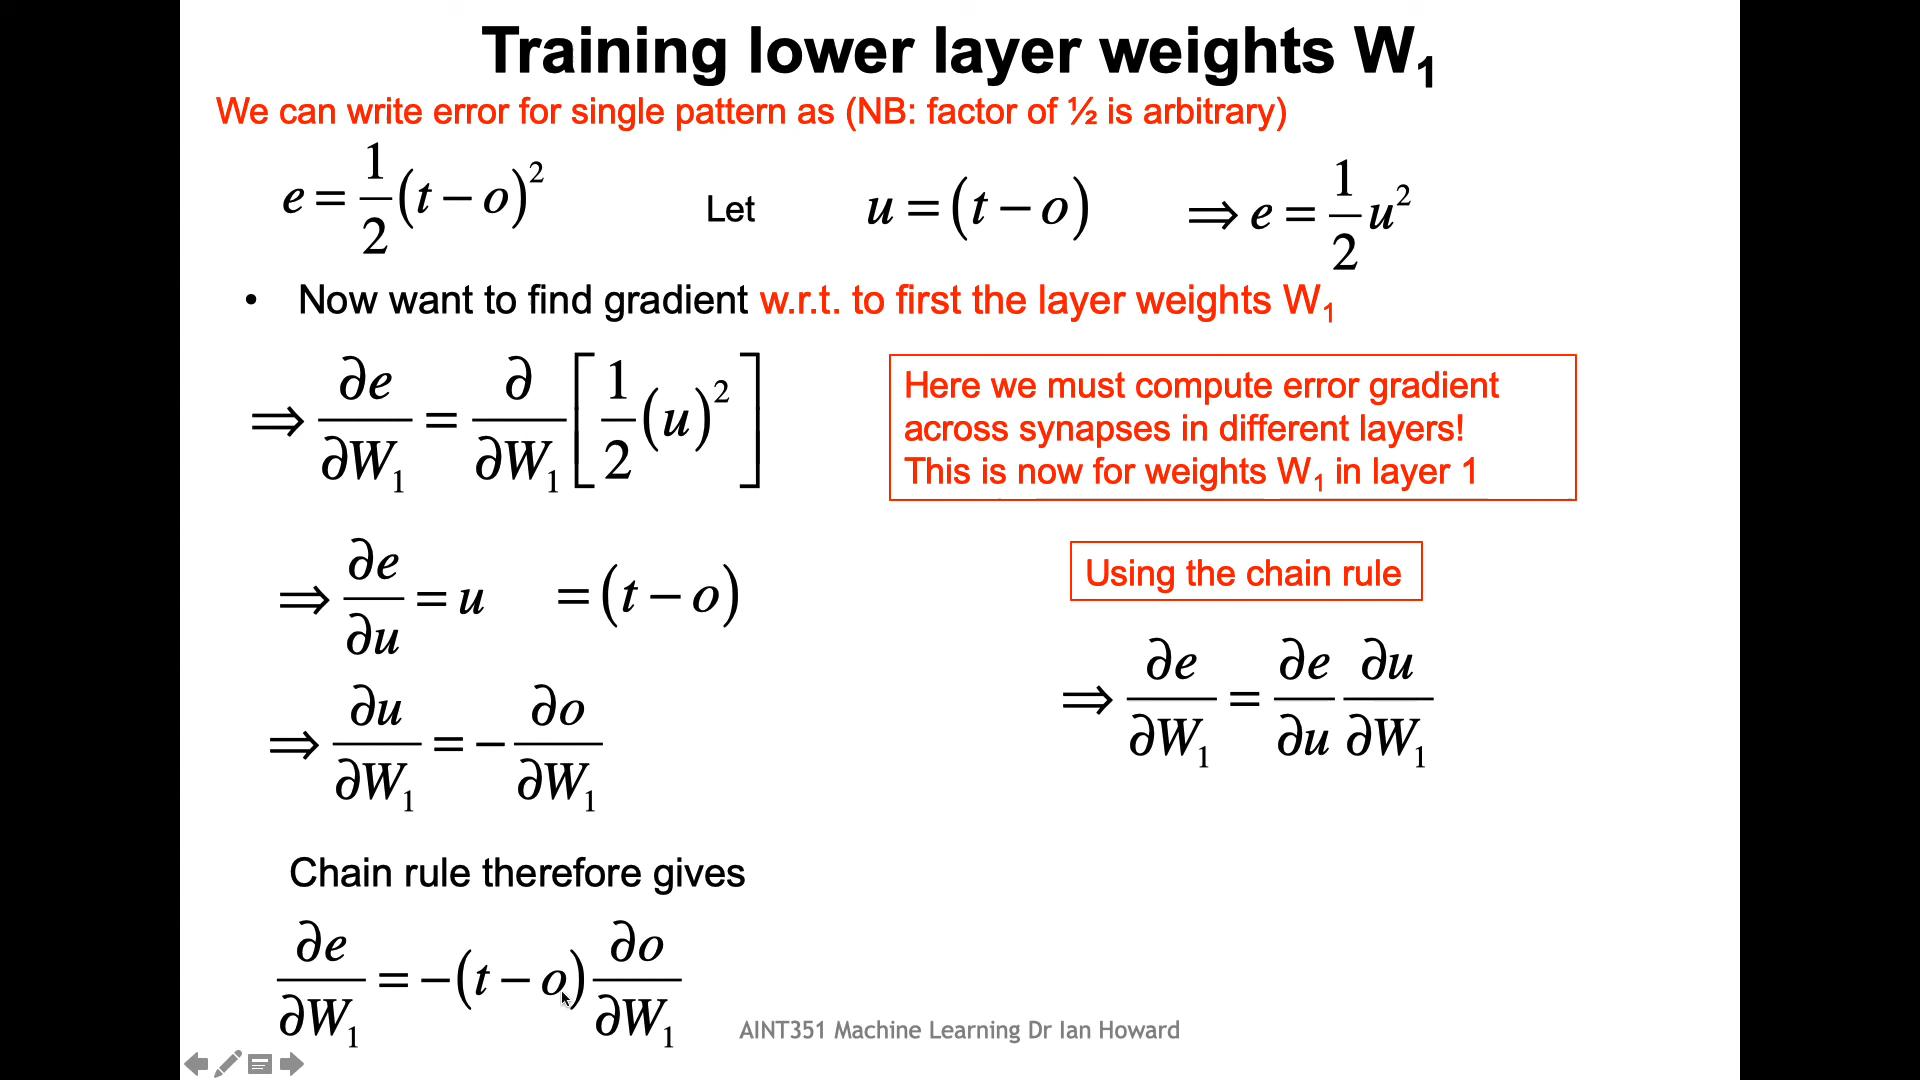 Training lower layer weights W₁
We can write error for single pattern as (NB: factor of ½ is arbitrary)
e = 1/2 (t − o)² Let u = (t − o) ⇒ e = 1/2 u²
• Now want to find gradient w.r.t. to first the layer weights W₁
⇒ ∂e/∂W₁ = ∂/∂W₁ [1/2 (u)²]
Here we must compute error gradient
across synapses in different layers!
This is now for weights W₁ in layer 1
⇒ ∂e/∂u = u = (t − o)
Using the chain rule
⇒ ∂e/∂W₁ = ∂e/∂u ∂u/∂W₁
⇒ ∂u/∂W₁ = − ∂o/∂W₁
Chain rule therefore gives
∂e/∂W₁ = −(t − o) ∂o/∂W₁
AINT351 Machine Learning Dr Ian Howard